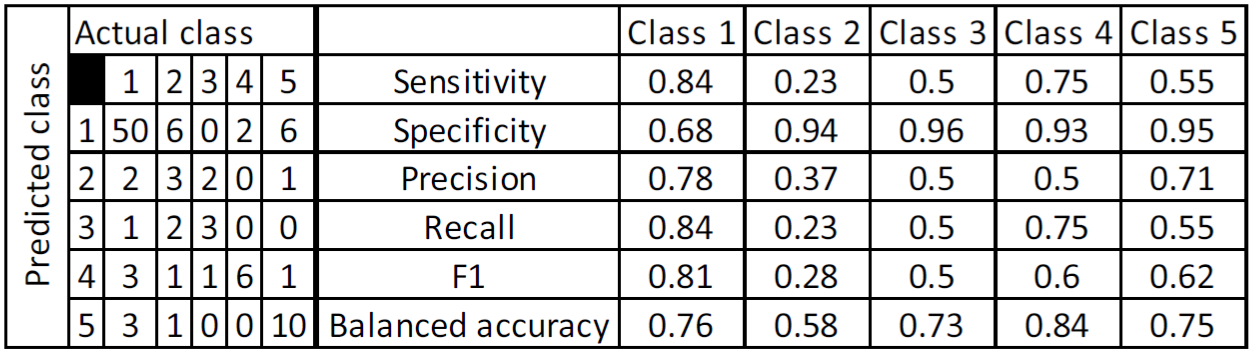 Predicted class
Actual class Class 1 Class 2 Class 3 Class 4 Class 5
1 2 3 4 5 Sensitivity 0.84 0.23 0.5 0.75 0.55
1 50 6 0 2 6 Specificity 0.68 0.94 0.96 0.93 0.95
2 2 3 2 0 1 Precision 0.78 0.37 0.5 0.5 0.71
3 1 2 3 0 0 Recall 0.84 0.23 0.5 0.75 0.55
4 3 1 1 6 1 F1 0.81 0.28 0.5 0.6 0.62
5 3 1 0 0 10 Balanced accuracy 0.76 0.58 0.73 0.84 0.75